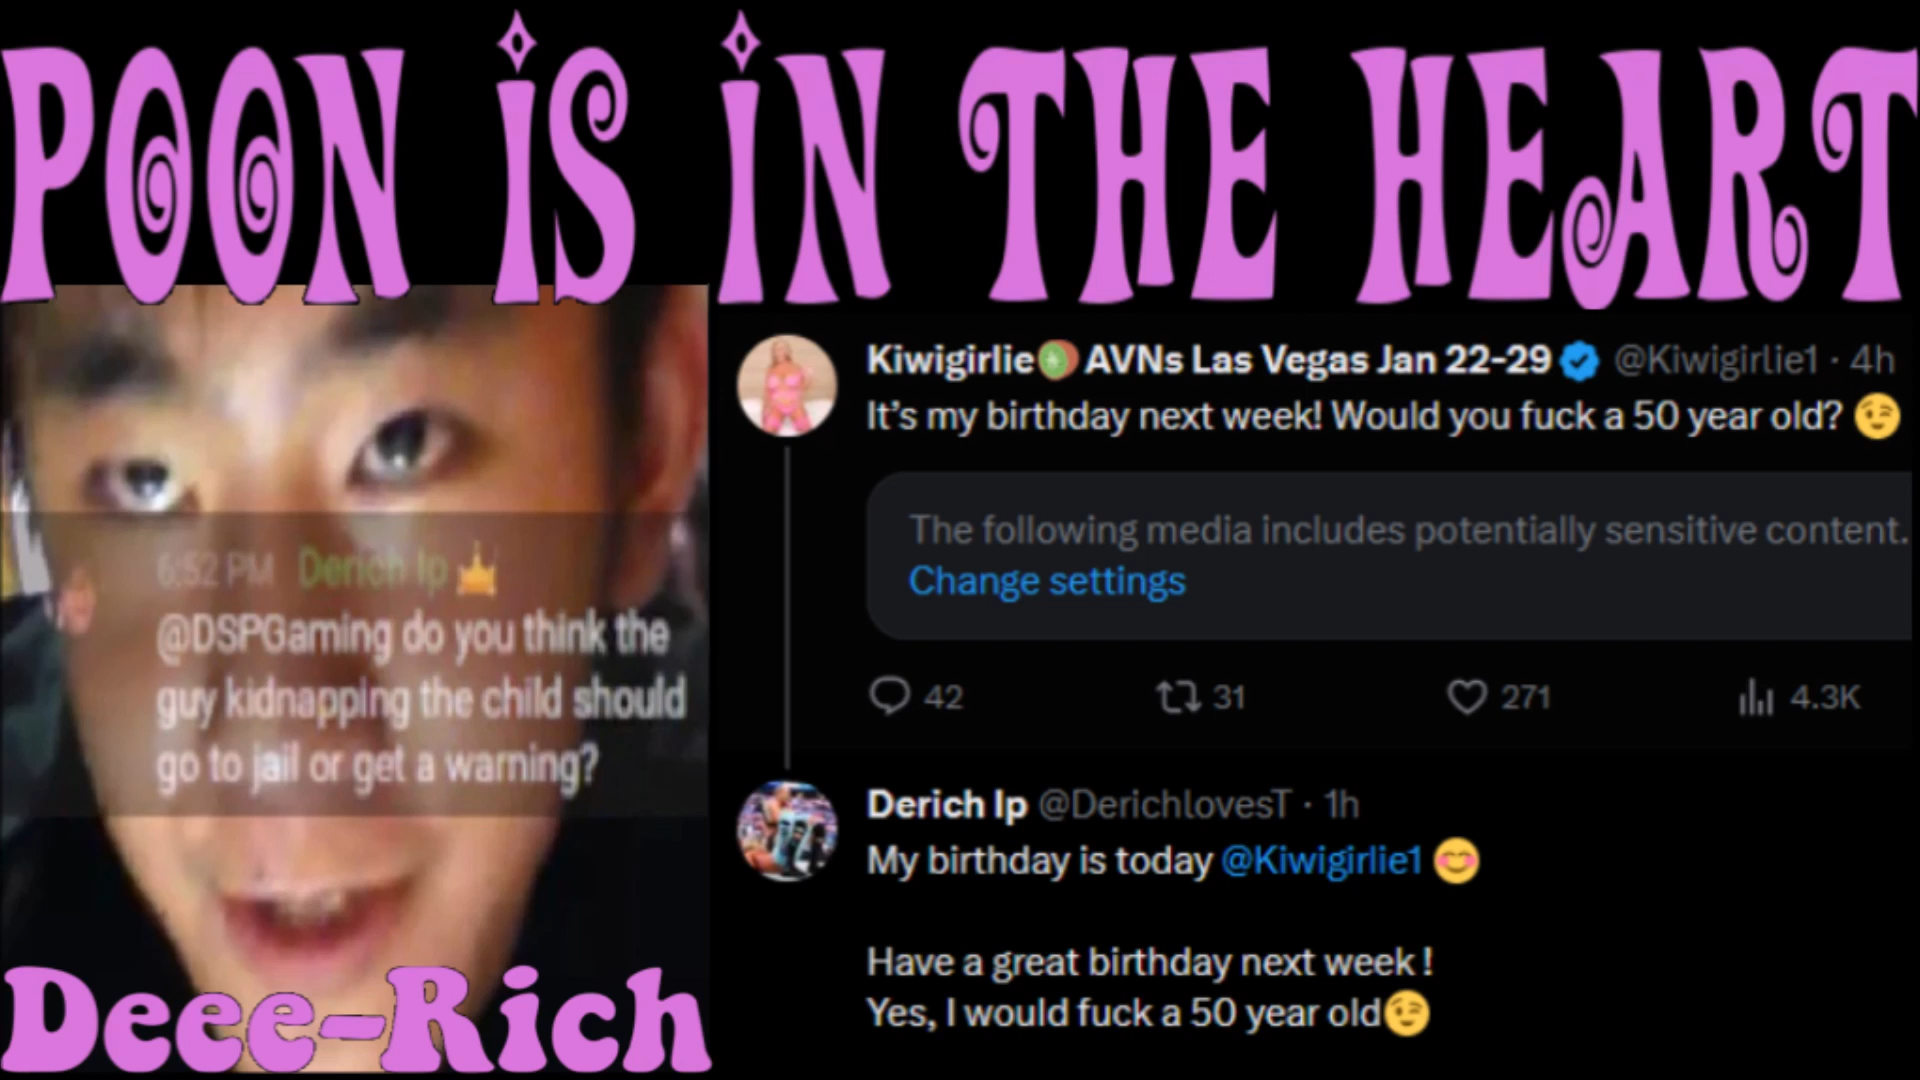 POON iS iN THE HEART
6:52 PM Derich Ip
@DSPGaming do you think the
guy kidnapping the child should
go to jail or get a warning?
Deee-Rich
Kiwigirlie🥝AVNs Las Vegas Jan 22-29 @Kiwigirlie1 · 4h
It's my birthday next week! Would you fuck a 50 year old? 😉
The following media includes potentially sensitive content.
Change settings
42 31 271 4.3K
Derich Ip @DerichlovesT · 1h
My birthday is today @Kiwigirlie1 😊
Have a great birthday next week !
Yes, I would fuck a 50 year old😉